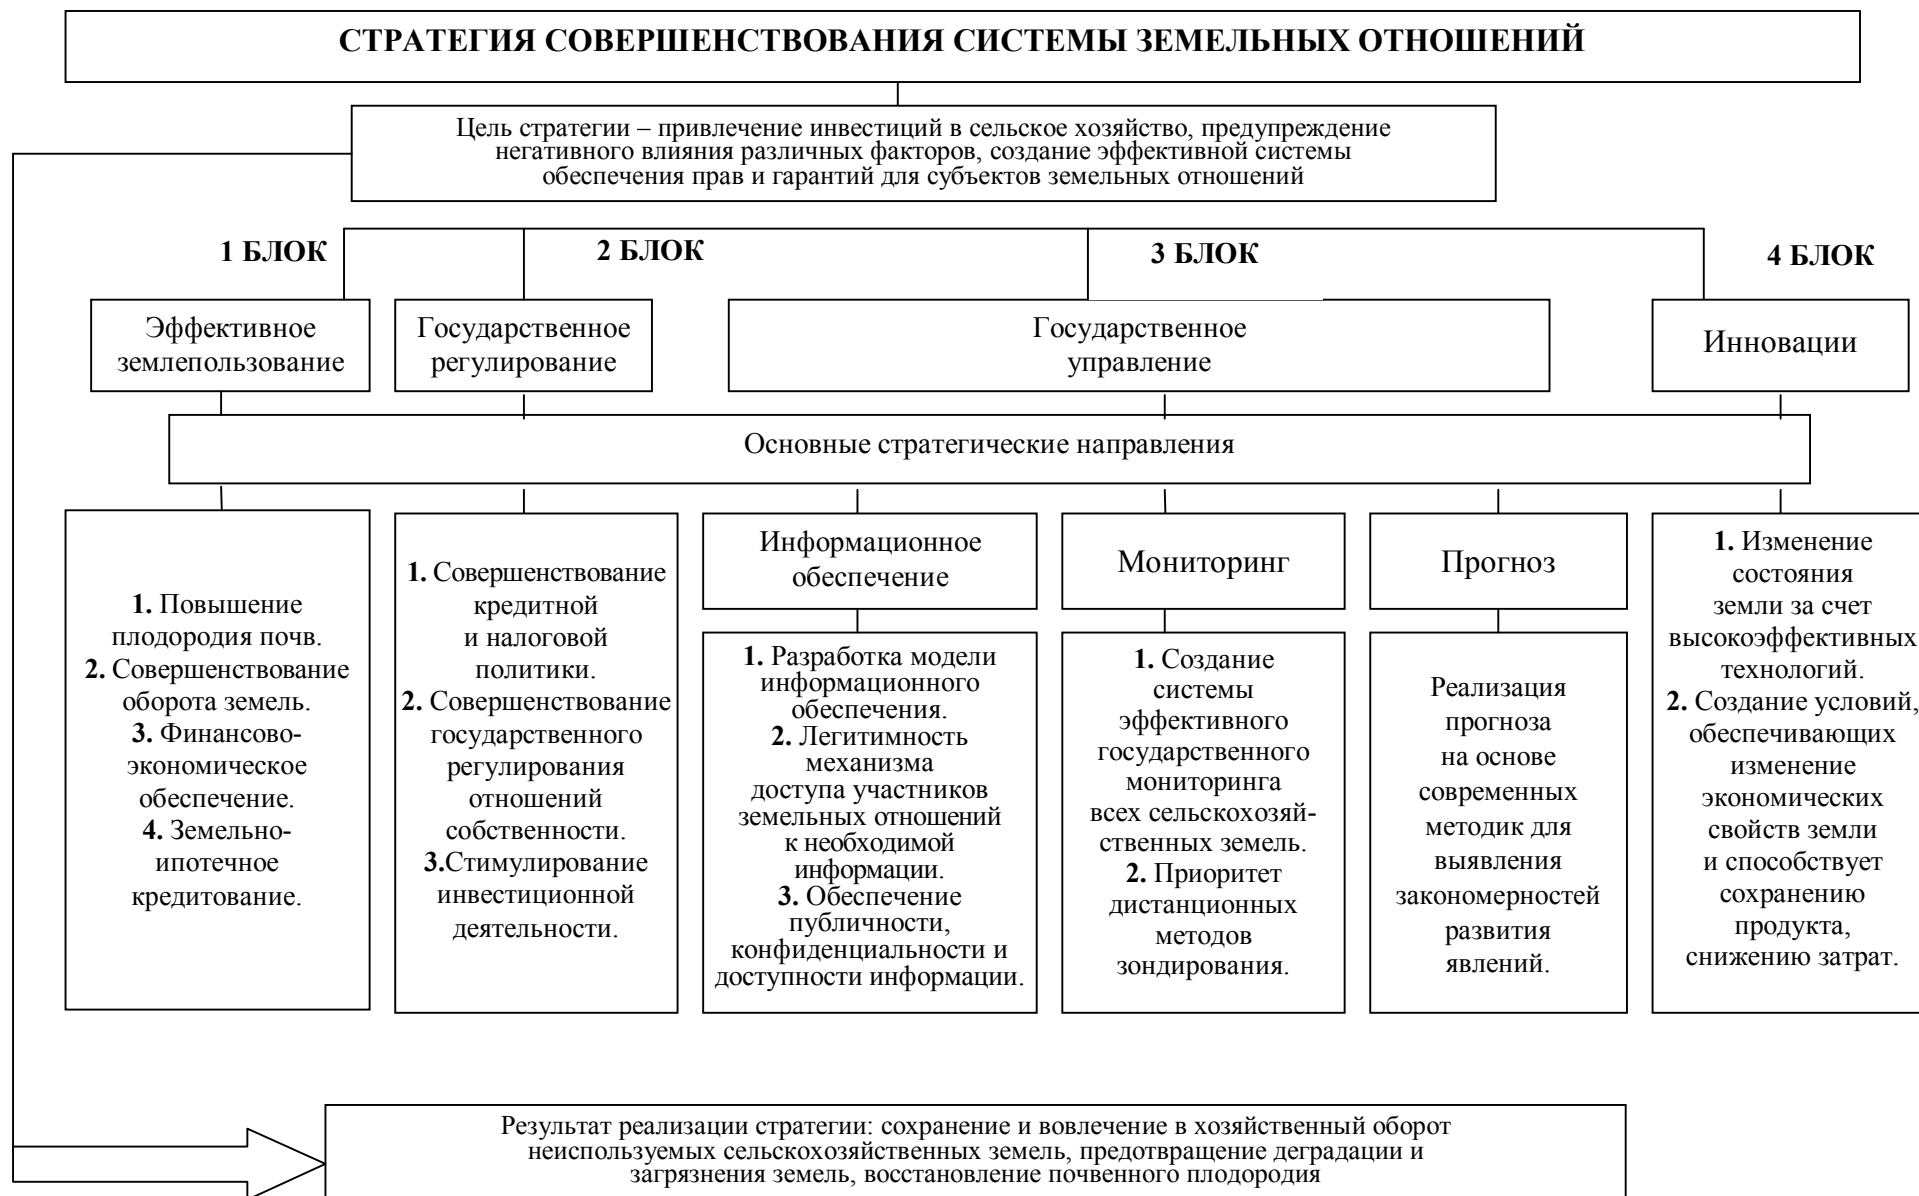 СТРАТЕГИЯ СОВЕРШЕНСТВОВАНИЯ СИСТЕМЫ ЗЕМЕЛЬНЫХ ОТНОШЕНИЙ
Цель стратегии – привлечение инвестиций в сельское хозяйство, предупреждение
негативного влияния различных факторов, создание эффективной системы
обеспечения прав и гарантий для субъектов земельных отношений
1 БЛОК
2 БЛОК
3 БЛОК
4 БЛОК
Эффективное
землепользование
Государственное
регулирование
Государственное
управление
Инновации
Основные стратегические направления
1. Повышение
плодородия почв.
2. Совершенствование
оборота земель.
3. Финансово-
экономическое
обеспечение.
4. Земельно-
ипотечное
кредитование.
1. Совершенствование
кредитной
и налоговой
политики.
2. Совершенствование
государственного
регулирования
отношений
собственности.
3.Стимулирование
инвестиционной
деятельности.
Информационное
обеспечение
1. Разработка модели
информационного
обеспечения.
2. Легитимность
механизма
доступа участников
земельных отношений
к необходимой
информации.
3. Обеспечение
публичности,
конфиденциальности и
доступности информации.
Мониторинг
1. Создание
системы
эффективного
государственного
мониторинга
всех сельскохозяй-
ственных земель.
2. Приоритет
дистанционных
методов
зондирования.
Прогноз
Реализация
прогноза
на основе
современных
методик для
выявления
закономерностей
развития
явлений.
1. Изменение
состояния
земли за счет
высокоэффективных
технологий.
2. Создание условий,
обеспечивающих
изменение
экономических
свойств земли
и способствует
сохранению
продукта,
снижению затрат.
Результат реализации стратегии: сохранение и вовлечение в хозяйственный оборот
неиспользуемых сельскохозяйственных земель, предотвращение деградации и
загрязнения земель, восстановление почвенного плодородия